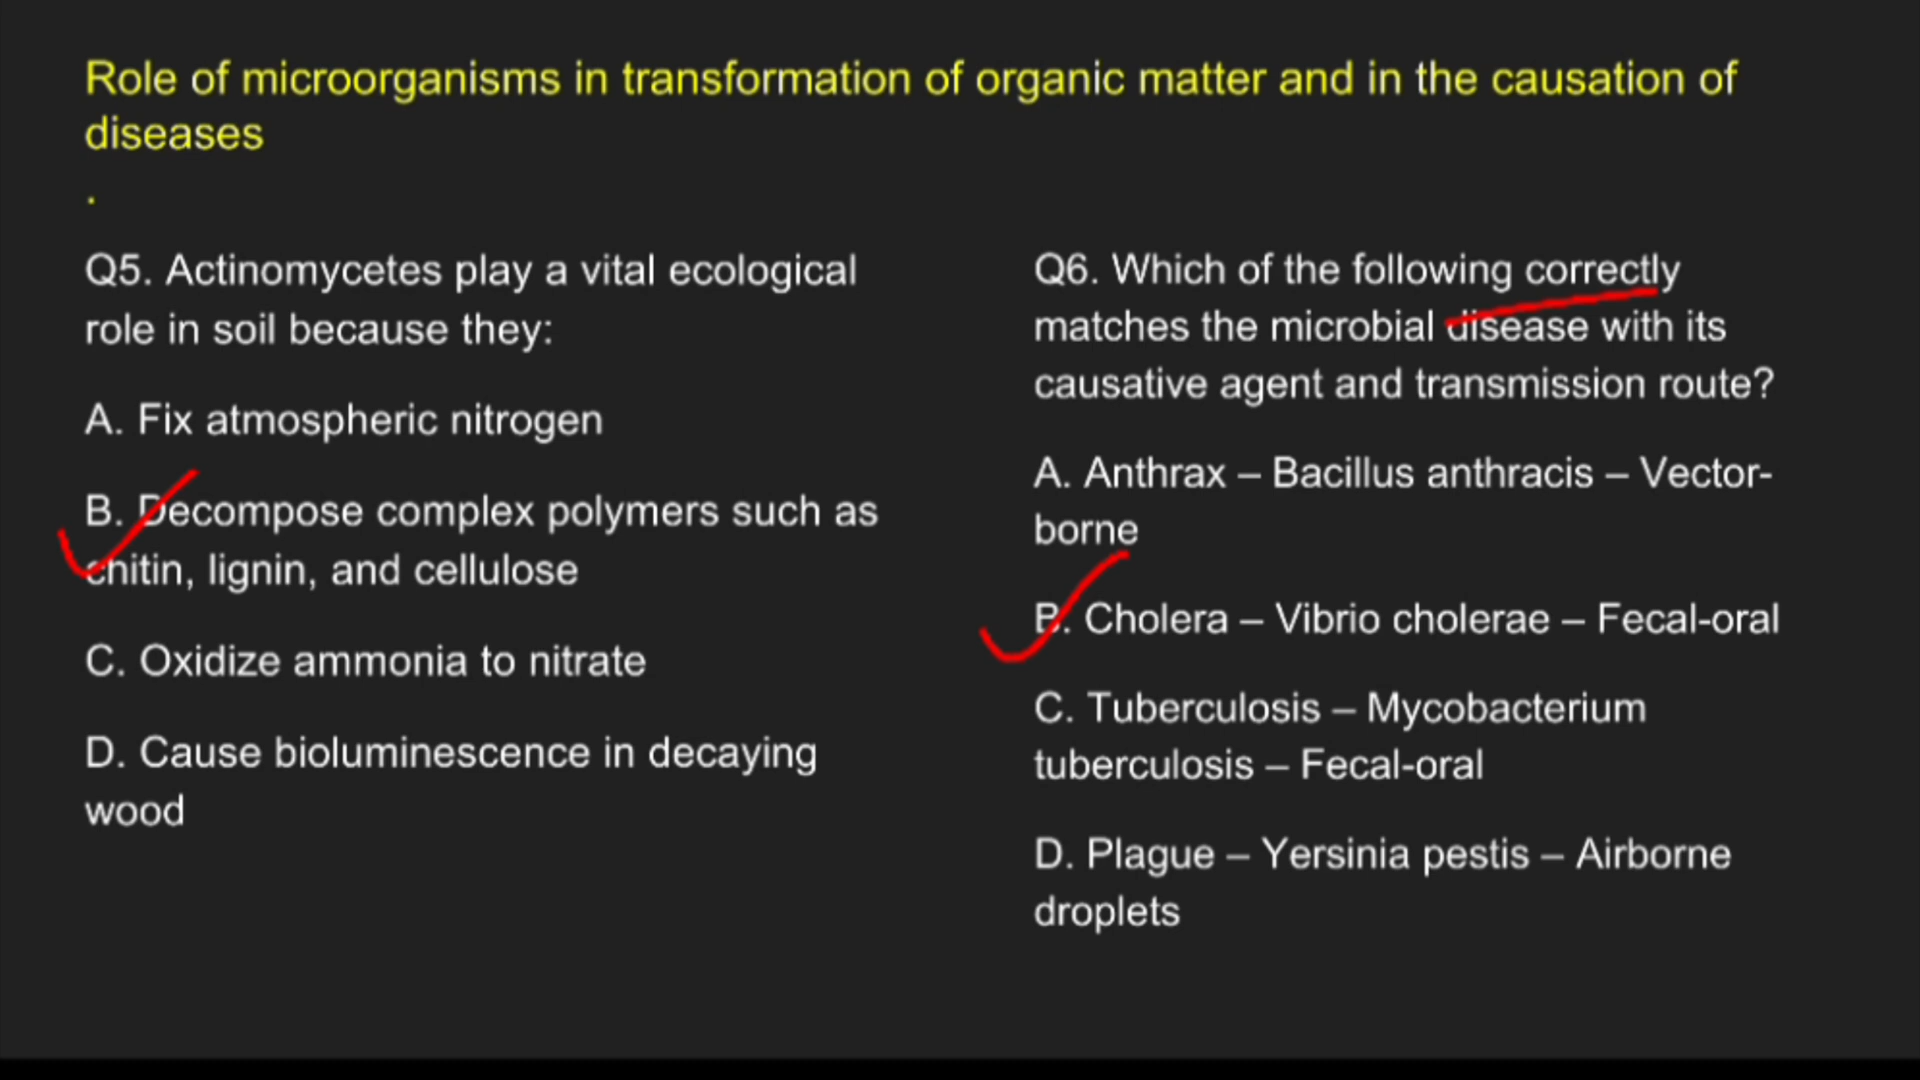 Role of microorganisms in transformation of organic matter and in the causation of
diseases
.
Q5. Actinomycetes play a vital ecological
role in soil because they:
A. Fix atmospheric nitrogen
B. Decompose complex polymers such as
chitin, lignin, and cellulose
C. Oxidize ammonia to nitrate
D. Cause bioluminescence in decaying
wood
Q6. Which of the following correctly
matches the microbial disease with its
causative agent and transmission route?
A. Anthrax – Bacillus anthracis – Vector-
borne
B. Cholera – Vibrio cholerae – Fecal-oral
C. Tuberculosis – Mycobacterium
tuberculosis – Fecal-oral
D. Plague – Yersinia pestis – Airborne
droplets